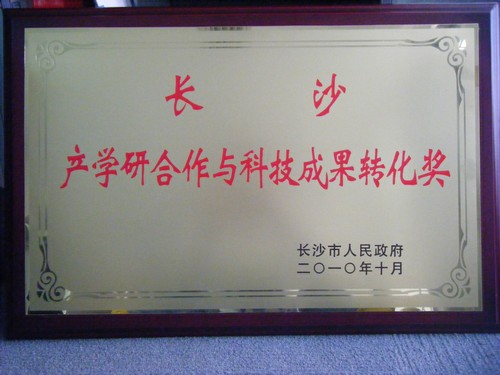 长沙
产学研合作与科技成果转化奖
长沙市人民政府
二〇一〇年十月